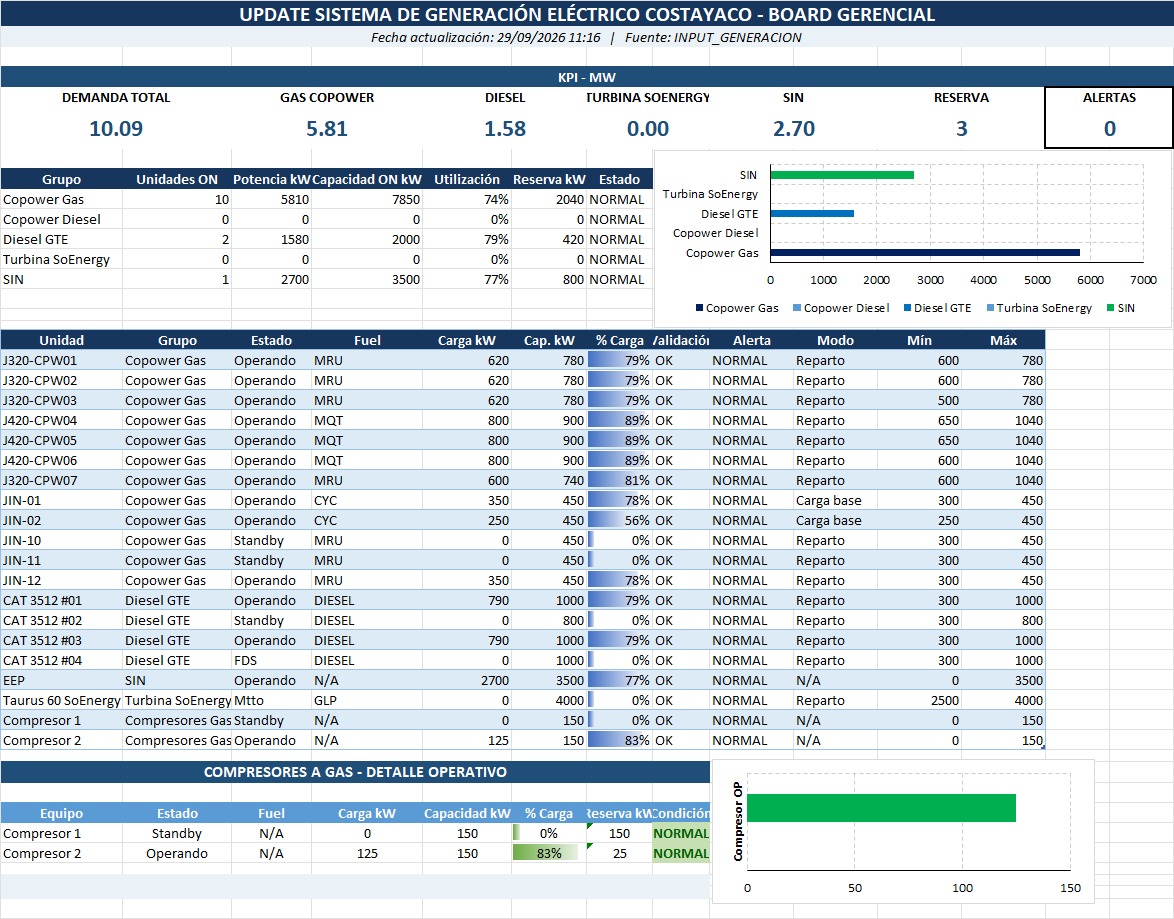 UPDATE SISTEMA DE GENERACIÓN ELÉCTRICO COSTAYACO - BOARD GERENCIAL
Fecha actualización: 29/09/2026 11:16 | Fuente: INPUT_GENERACION
KPI - MW
DEMANDA TOTAL GAS COPOWER DIESEL TURBINA SOENERGY SIN RESERVA ALERTAS
10.09 5.81 1.58 0.00 2.70 3 0
Grupo Unidades ON Potencia kW Capacidad ON kW Utilización Reserva kW Estado
Copower Gas 10 5810 7850 74% 2040 NORMAL
Copower Diesel 0 0 0 0% 0 NORMAL
Diesel GTE 2 1580 2000 79% 420 NORMAL
Turbina SoEnergy 0 0 0 0% 0 NORMAL
SIN 1 2700 3500 77% 800 NORMAL
SIN
Turbina SoEnergy
Diesel GTE
Copower Diesel
Copower Gas
0 1000 2000 3000 4000 5000 6000 7000
Copower Gas Copower Diesel Diesel GTE Turbina SoEnergy SIN
Unidad Grupo Estado Fuel Carga kW Cap. kW % Carga Validación Alerta Modo Mín Máx
J320-CPW01 Copower Gas Operando MRU 620 780 79% OK NORMAL Reparto 600 780
J320-CPW02 Copower Gas Operando MRU 620 780 79% OK NORMAL Reparto 600 780
J320-CPW03 Copower Gas Operando MRU 620 780 79% OK NORMAL Reparto 500 780
J420-CPW04 Copower Gas Operando MQT 800 900 89% OK NORMAL Reparto 650 1040
J420-CPW05 Copower Gas Operando MQT 800 900 89% OK NORMAL Reparto 650 1040
J420-CPW06 Copower Gas Operando MQT 800 900 89% OK NORMAL Reparto 600 1040
J320-CPW07 Copower Gas Operando MRU 600 740 81% OK NORMAL Reparto 600 1040
JIN-01 Copower Gas Operando CYC 350 450 78% OK NORMAL Carga base 300 450
JIN-02 Copower Gas Operando CYC 250 450 56% OK NORMAL Carga base 250 450
JIN-10 Copower Gas Standby MRU 0 450 0% OK NORMAL Reparto 300 450
JIN-11 Copower Gas Standby MRU 0 450 0% OK NORMAL Reparto 300 450
JIN-12 Copower Gas Operando MRU 350 450 78% OK NORMAL Reparto 300 450
CAT 3512 #01 Diesel GTE Operando DIESEL 790 1000 79% OK NORMAL Reparto 300 1000
CAT 3512 #02 Diesel GTE Standby DIESEL 0 800 0% OK NORMAL Reparto 300 800
CAT 3512 #03 Diesel GTE Operando DIESEL 790 1000 79% OK NORMAL Reparto 300 1000
CAT 3512 #04 Diesel GTE FDS DIESEL 0 1000 0% OK NORMAL Reparto 300 1000
EEP SIN Operando N/A 2700 3500 77% OK NORMAL N/A 0 3500
Taurus 60 SoEnergy Turbina SoEnergy Mtto GLP 0 4000 0% OK NORMAL Reparto 2500 4000
Compresor 1 Compresores Gas Standby N/A 0 150 0% OK NORMAL N/A 0 150
Compresor 2 Compresores Gas Operando N/A 125 150 83% OK NORMAL N/A 0 150
COMPRESORES A GAS - DETALLE OPERATIVO
Equipo Estado Fuel Carga kW Capacidad kW % Carga Reserva kW Condición
Compresor 1 Standby N/A 0 150 0% 150 NORMAL
Compresor 2 Operando N/A 125 150 83% 25 NORMAL
Compresor OP
0 50 100 150